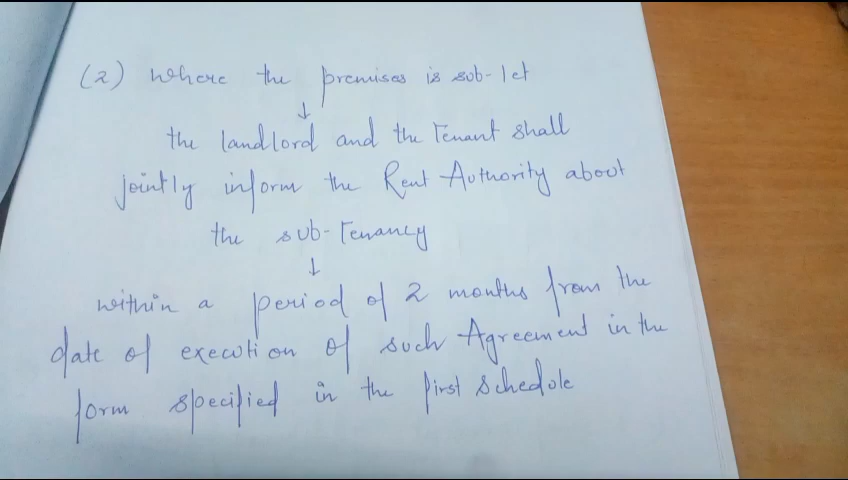 (2) where the premises is sub-let
↓
the landlord and the Tenant shall
jointly inform the Rent Authority about
the sub-Tenancy
↓
within a period of 2 months from the
date of execution of such Agreement in the
form specified in the first schedule